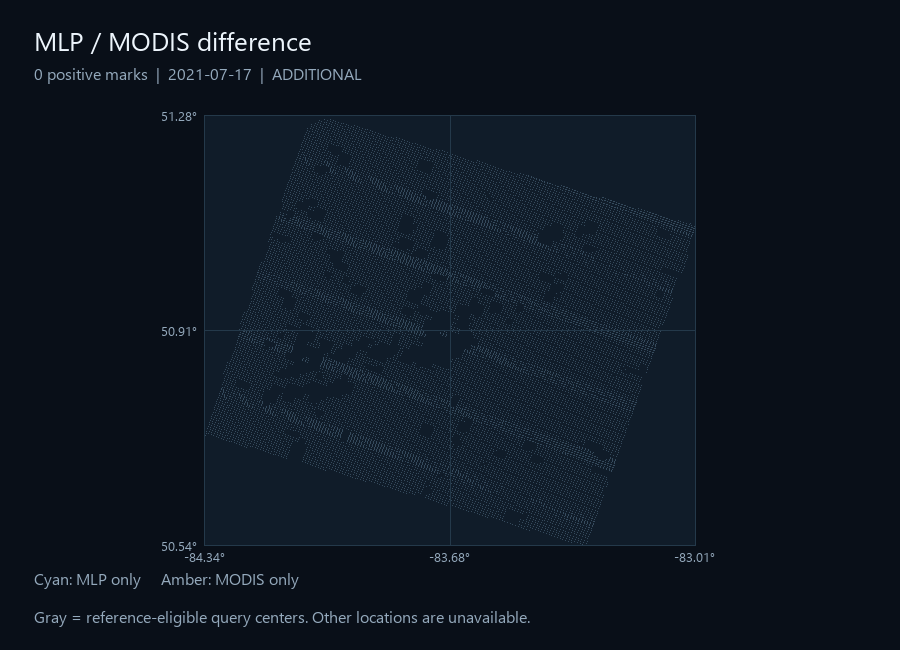 MLP / MODIS difference
0 positive marks | 2021-07-17 | ADDITIONAL
51.28°
50.91°
50.54°
-84.34° -83.68° -83.01°
Cyan: MLP only Amber: MODIS only
Gray = reference-eligible query centers. Other locations are unavailable.